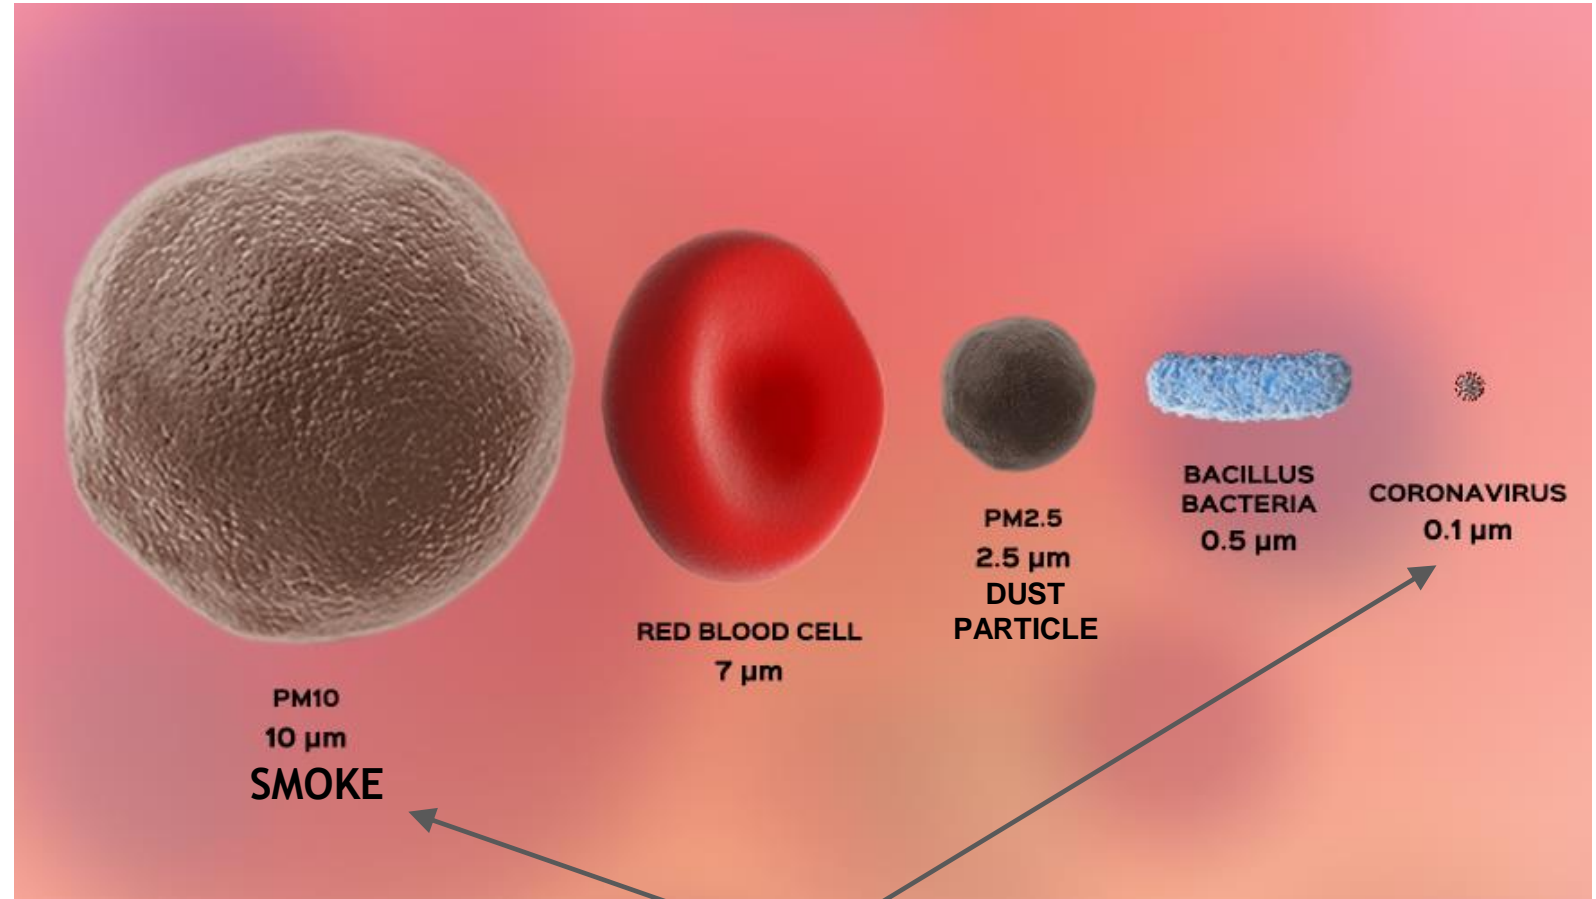 PM10
10 µm
SMOKE
RED BLOOD CELL
7 µm
PM2.5
2.5 µm
DUST
PARTICLE
BACILLUS
BACTERIA
0.5 µm
CORONAVIRUS
0.1 µm